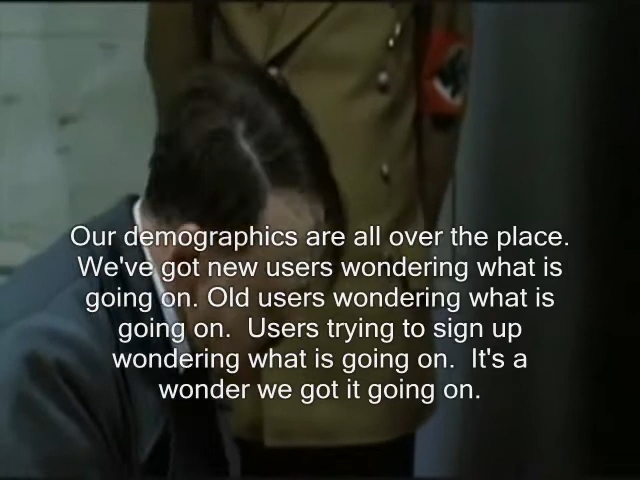 Our demographics are all over the place.
We've got new users wondering what is
going on. Old users wondering what is
going on.  Users trying to sign up
wondering what is going on.  It's a
wonder we got it going on.